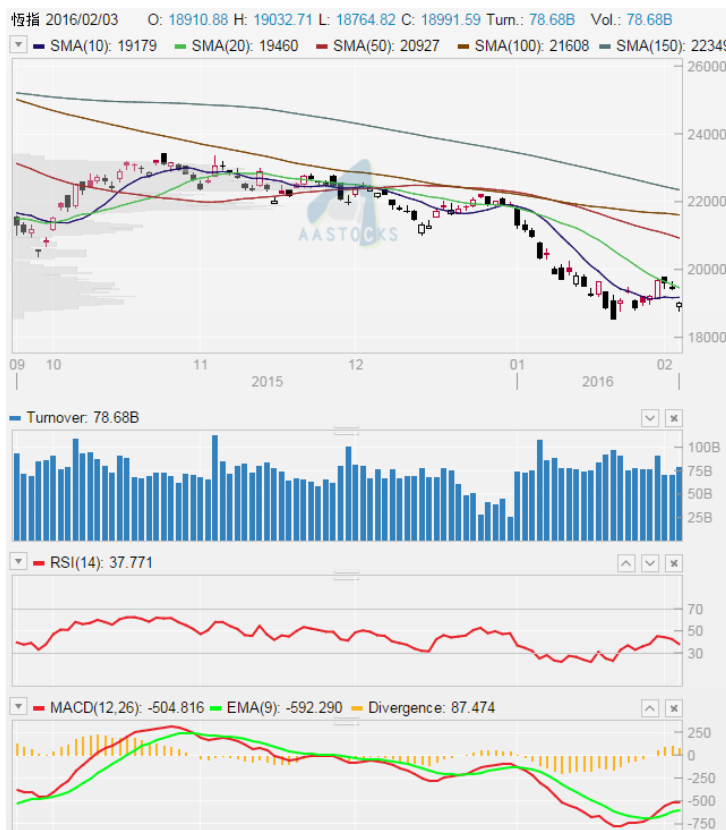 恆指 2016/02/03 O: 18910.88 H: 19032.71 L: 18764.82 C: 18991.59 Turn.: 78.68B Vol.: 78.68B
SMA(10): 19179 SMA(20): 19460 SMA(50): 20927 SMA(100): 21608 SMA(150): 22349
26000
24000
22000
AASTOCKS
20000
18000
09 10 11 12 01 02
2015 2016
Turnover: 78.68B
100B
75B
50B
25B
RSI(14): 37.771
70
50
30
MACD(12,26): -504.816 EMA(9): -592.290 Divergence: 87.474
250
0
-250
-500
-750